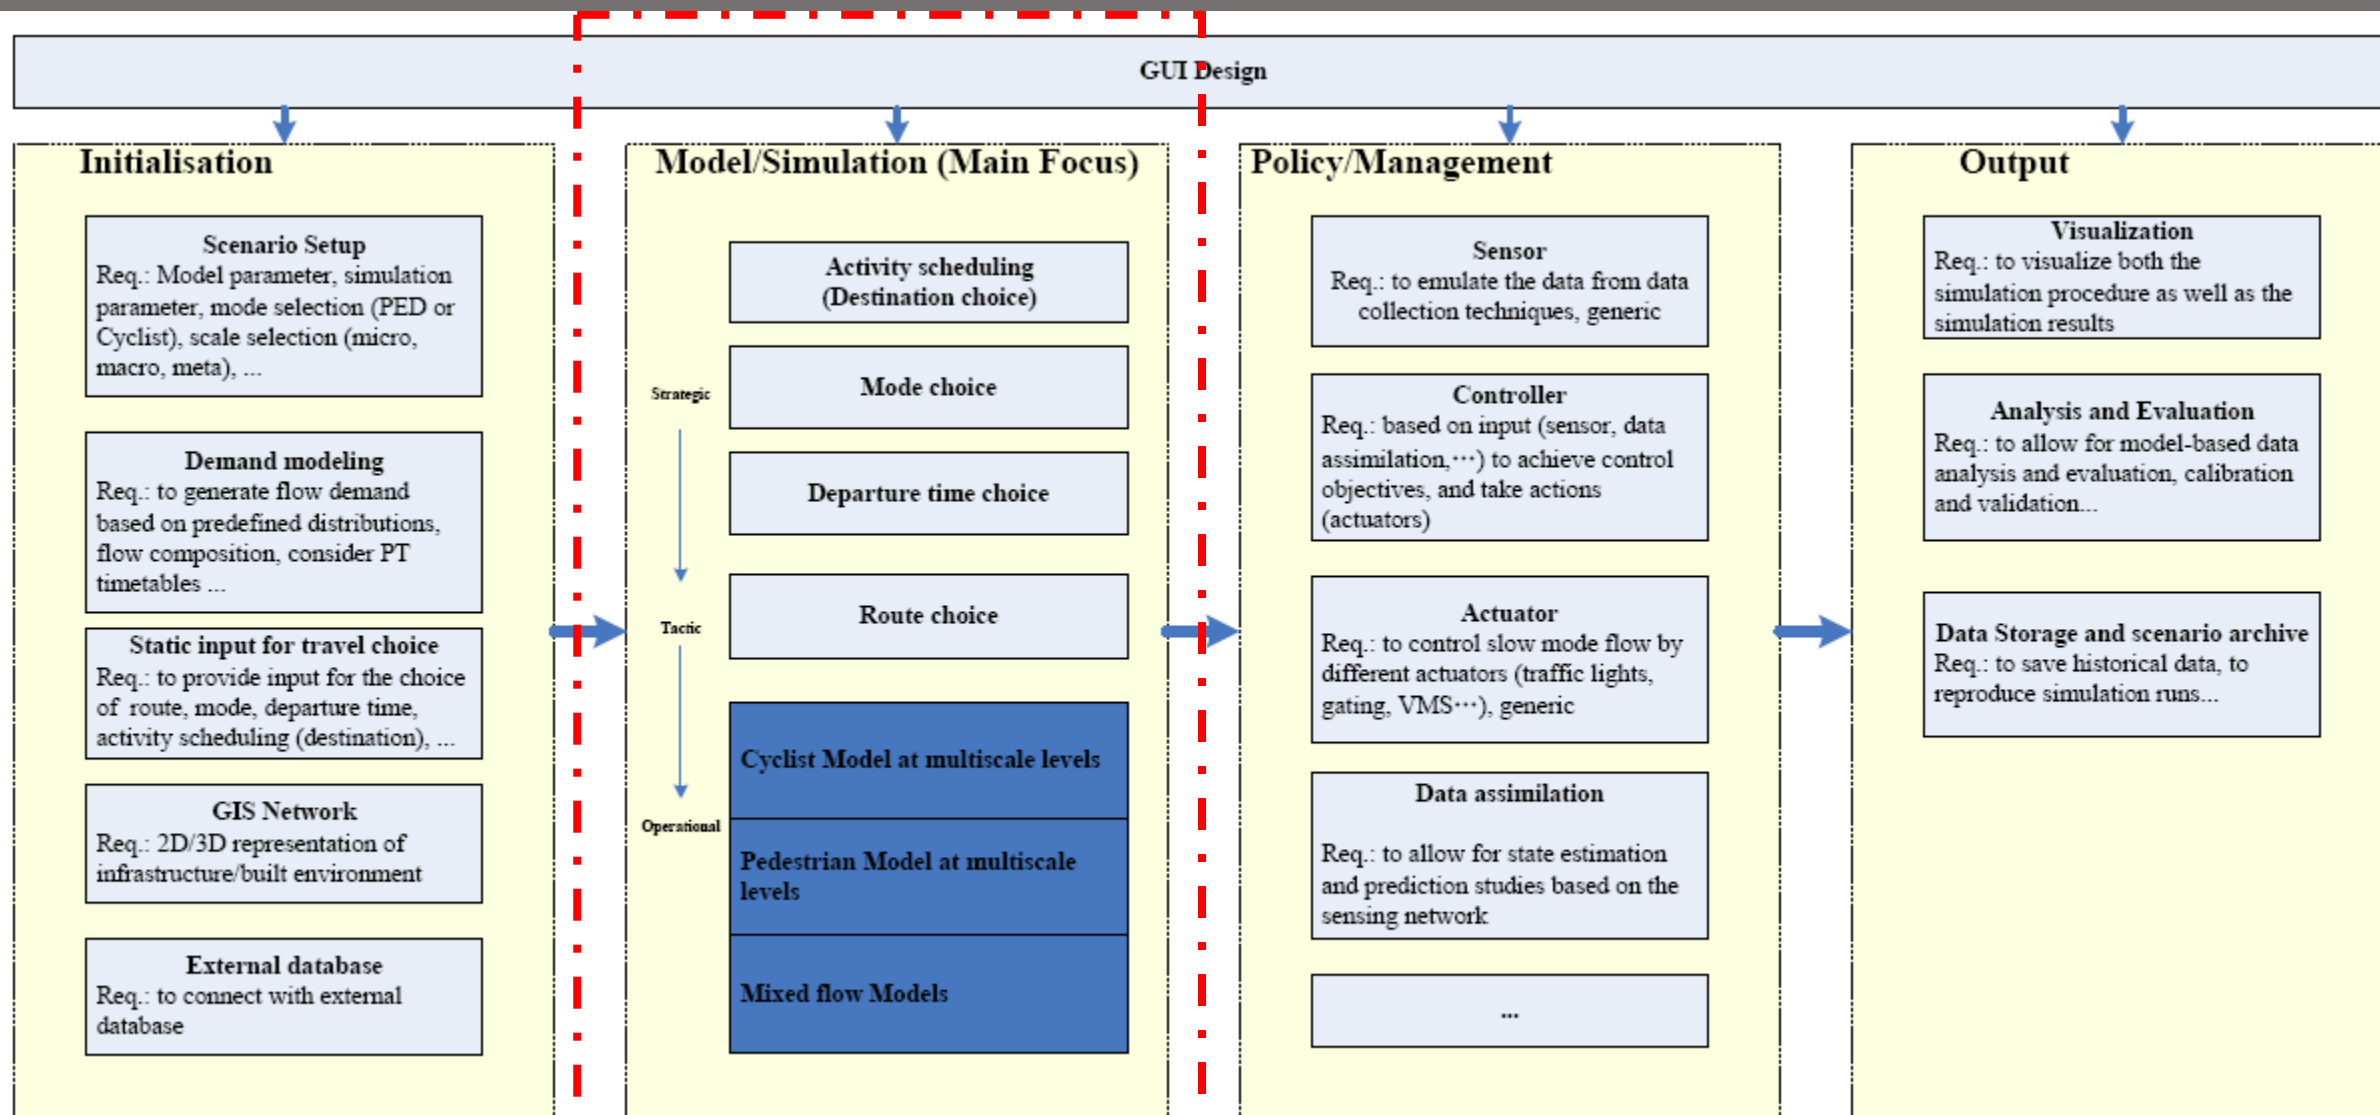 GUI Design
Initialisation
Scenario Setup
Req.: Model parameter, simulation
parameter, mode selection (PED or
Cyclist), scale selection (micro,
macro, meta), ...
Demand modeling
Req.: to generate flow demand
based on predefined distributions,
flow composition, consider PT
timetables ...
Static input for travel choice
Req.: to provide input for the choice
of route, mode, departure time,
activity scheduling (destination), ...
GIS Network
Req.: 2D/3D representation of
infrastructure/built environment
External database
Req.: to connect with external
database
Model/Simulation (Main Focus)
Strategic
Tactic
Operational
Activity scheduling
(Destination choice)
Mode choice
Departure time choice
Route choice
Cyclist Model at multiscale levels
Pedestrian Model at multiscale
levels
Mixed flow Models
Policy/Management
Sensor
Req.: to emulate the data from data
collection techniques, generic
Controller
Req.: based on input (sensor, data
assimilation,···) to achieve control
objectives, and take actions
(actuators)
Actuator
Req.: to control slow mode flow by
different actuators (traffic lights,
gating, VMS···), generic
Data assimilation
Req.: to allow for state estimation
and prediction studies based on the
sensing network
...
Output
Visualization
Req.: to visualize both the
simulation procedure as well as the
simulation results
Analysis and Evaluation
Req.: to allow for model-based data
analysis and evaluation, calibration
and validation...
Data Storage and scenario archive
Req.: to save historical data, to
reproduce simulation runs...